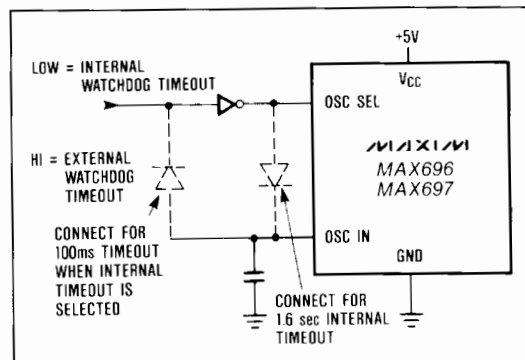 LOW = INTERNAL
WATCHDOG TIMEOUT
HI = EXTERNAL
WATCHDOG
TIMEOUT
CONNECT FOR
100ms TIMEOUT
WHEN INTERNAL
TIMEOUT IS
SELECTED
CONNECT FOR
1.6 sec INTERNAL
TIMEOUT
+5V
VCC
OSC SEL
MAXIM
MAX696
MAX697
OSC IN
GND